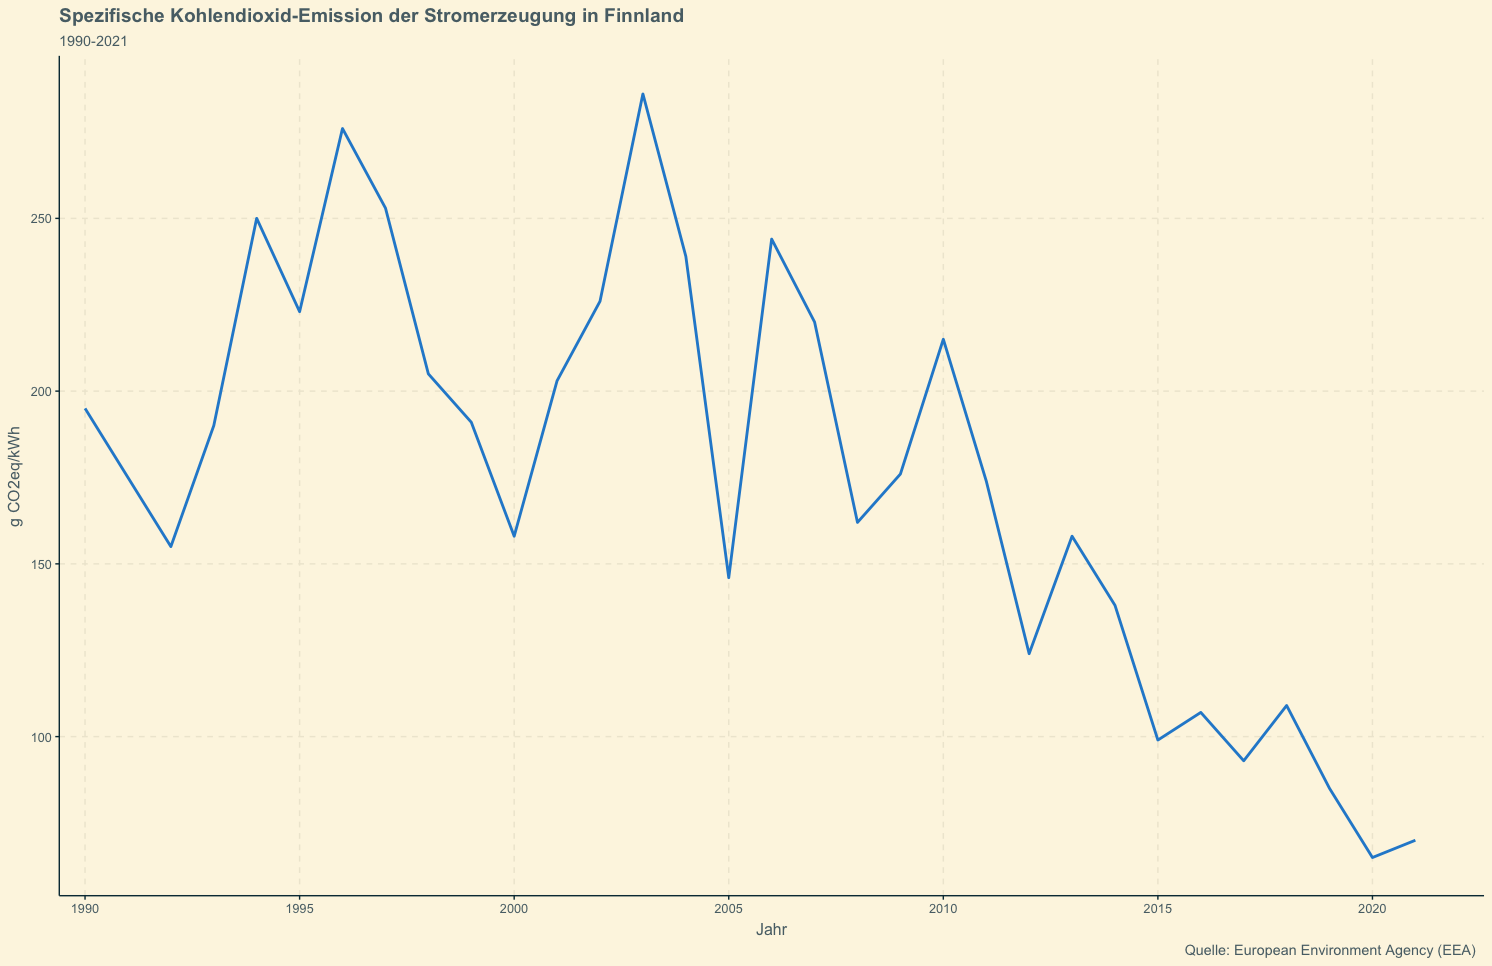 Spezifische Kohlendioxid-Emission der Stromerzeugung in Finnland
1990-2021
g CO2eq/kWh
250
200
150
100
1990 1995 2000 2005 2010 2015 2020
Jahr
Quelle: European Environment Agency (EEA)